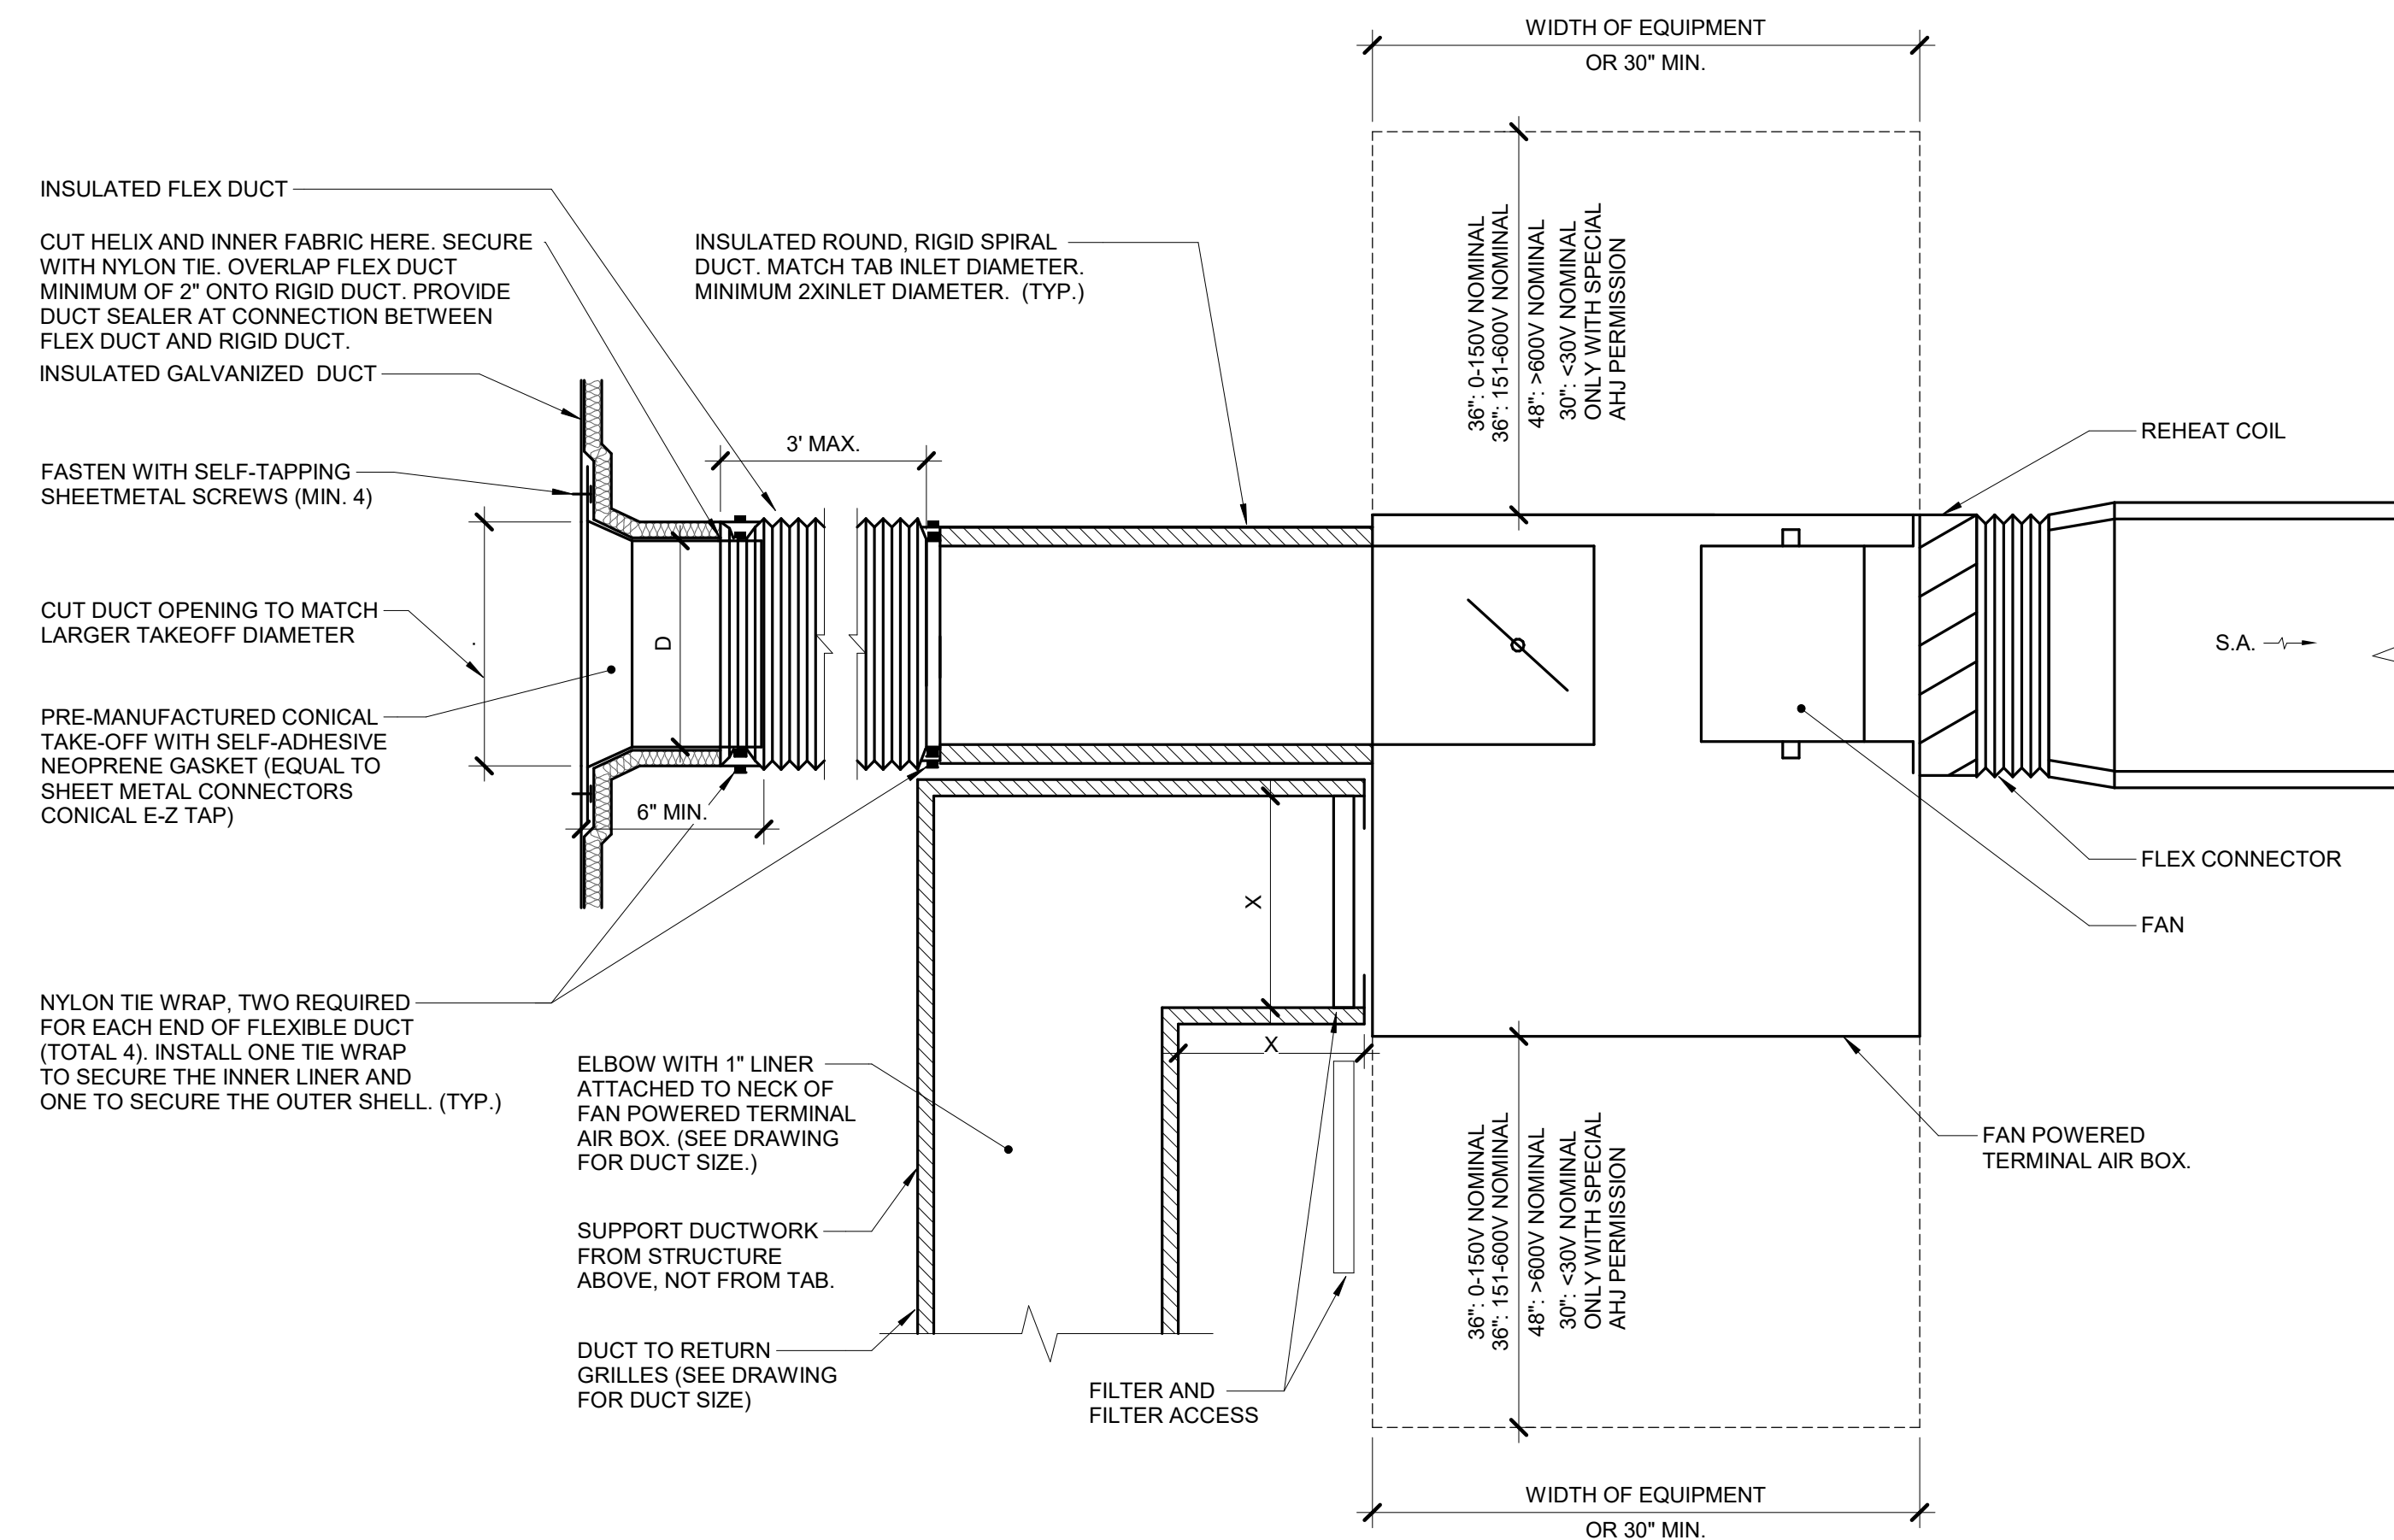 WIDTH OF EQUIPMENT
OR 30" MIN.
INSULATED FLEX DUCT
CUT HELIX AND INNER FABRIC HERE. SECURE
WITH NYLON TIE. OVERLAP FLEX DUCT
MINIMUM OF 2" ONTO RIGID DUCT. PROVIDE
DUCT SEALER AT CONNECTION BETWEEN
FLEX DUCT AND RIGID DUCT.
INSULATED GALVANIZED DUCT
FASTEN WITH SELF-TAPPING
SHEETMETAL SCREWS (MIN. 4)
CUT DUCT OPENING TO MATCH
LARGER TAKEOFF DIAMETER
PRE-MANUFACTURED CONICAL
TAKE-OFF WITH SELF-ADHESIVE
NEOPRENE GASKET (EQUAL TO
SHEET METAL CONNECTORS
CONICAL E-Z TAP)
NYLON TIE WRAP, TWO REQUIRED
FOR EACH END OF FLEXIBLE DUCT
(TOTAL 4). INSTALL ONE TIE WRAP
TO SECURE THE INNER LINER AND
ONE TO SECURE THE OUTER SHELL. (TYP.)
INSULATED ROUND, RIGID SPIRAL
DUCT. MATCH TAB INLET DIAMETER.
MINIMUM 2XINLET DIAMETER. (TYP.)
3' MAX.
D
6" MIN.
X
X
ELBOW WITH 1" LINER
ATTACHED TO NECK OF
FAN POWERED TERMINAL
AIR BOX. (SEE DRAWING
FOR DUCT SIZE.)
SUPPORT DUCTWORK
FROM STRUCTURE
ABOVE, NOT FROM TAB.
DUCT TO RETURN
GRILLES (SEE DRAWING
FOR DUCT SIZE)
FILTER AND
FILTER ACCESS
36": 0-150V NOMINAL
36": 151-600V NOMINAL
48": >600V NOMINAL
30": <30V NOMINAL
ONLY WITH SPECIAL
AHJ PERMISSION
REHEAT COIL
S.A.
FLEX CONNECTOR
FAN
FAN POWERED
TERMINAL AIR BOX.
36": 0-150V NOMINAL
36": 151-600V NOMINAL
48": >600V NOMINAL
30": <30V NOMINAL
ONLY WITH SPECIAL
AHJ PERMISSION
WIDTH OF EQUIPMENT
OR 30" MIN.